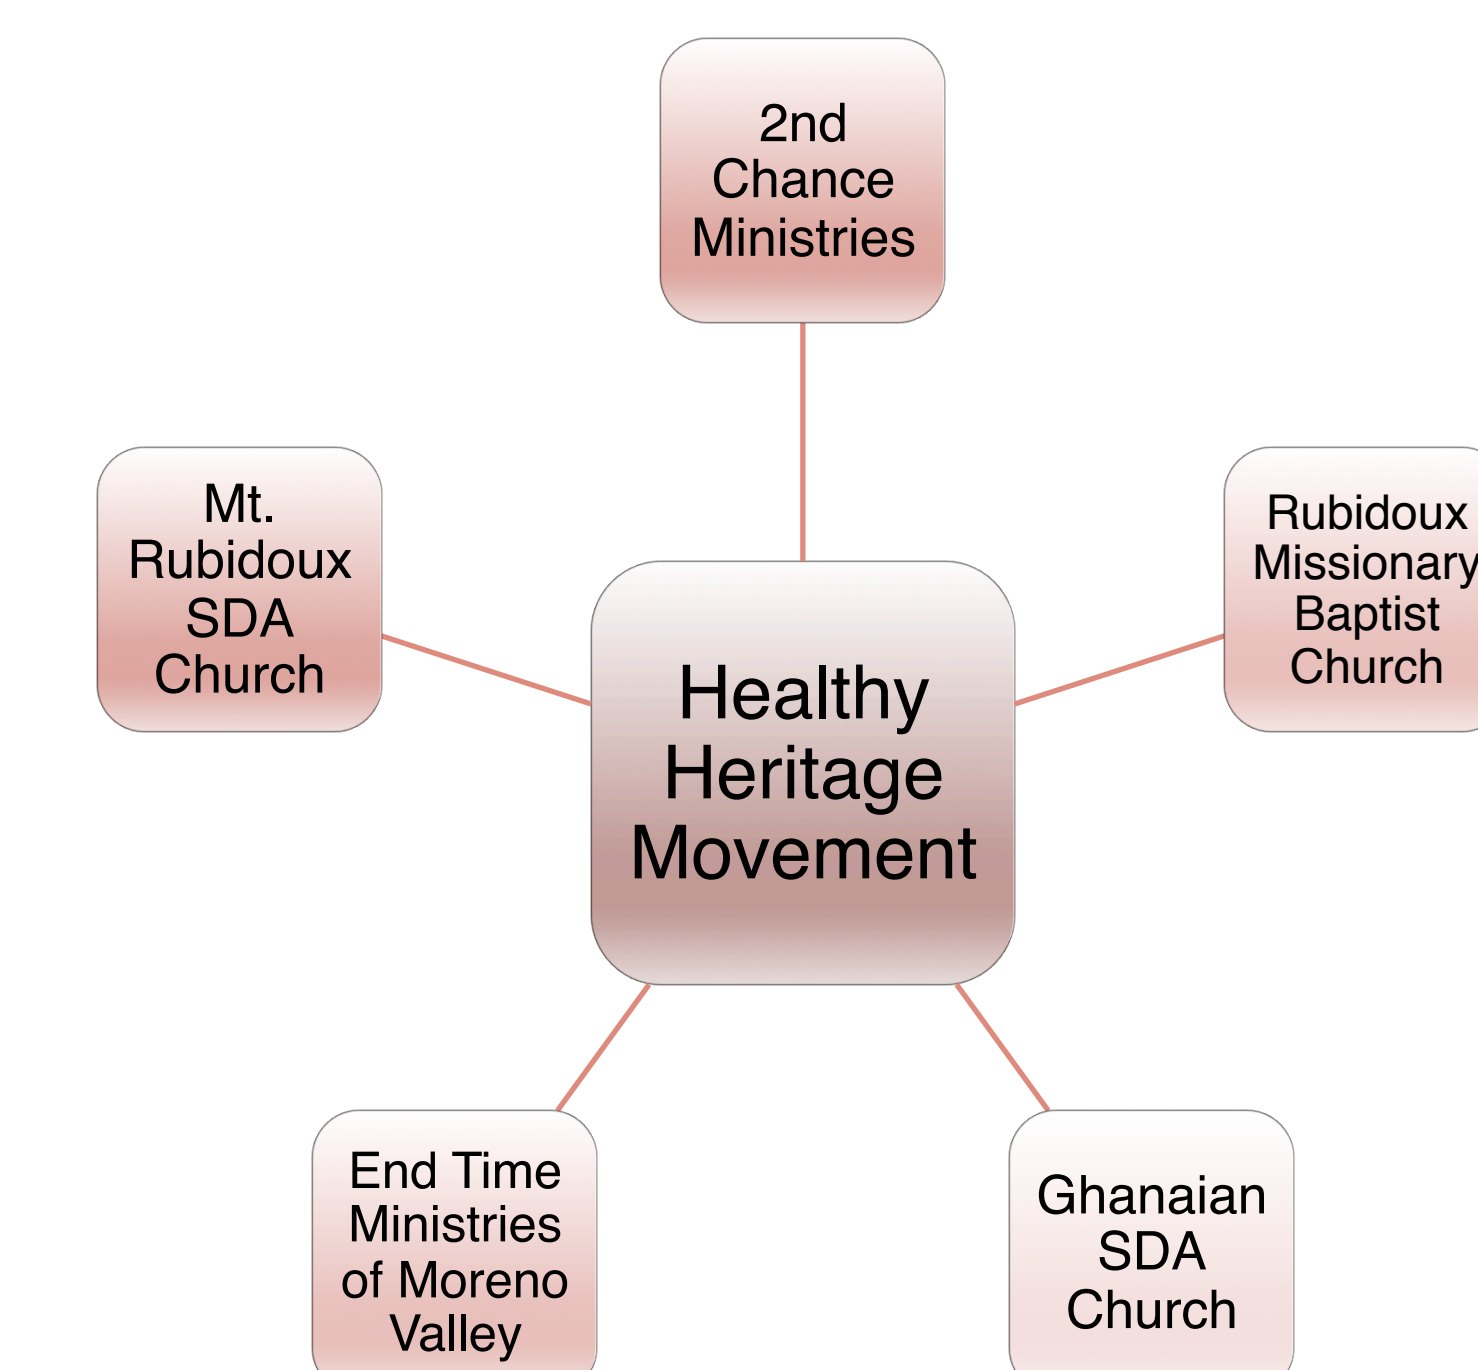 2nd
Chance
Ministries
Mt.
Rubidoux
SDA
Church
Rubidoux
Missionary
Baptist
Church
Healthy
Heritage
Movement
End Time
Ministries
of Moreno
Valley
Ghanaian
SDA
Church